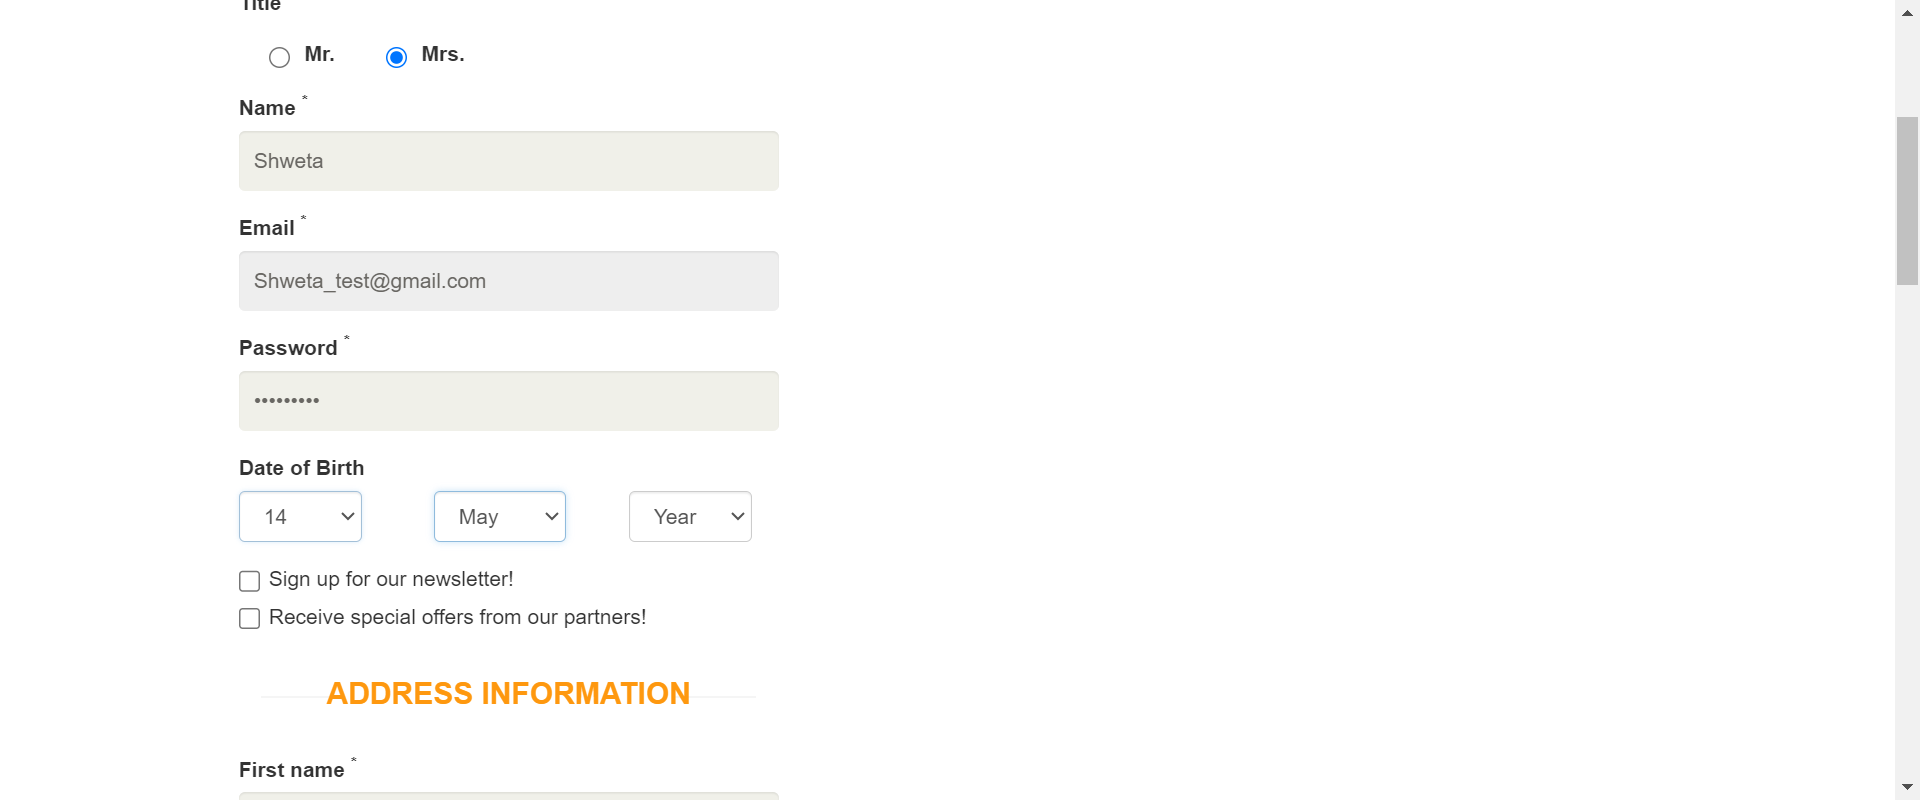 Title
Mr. Mrs.
Name *
Shweta
Email *
Shweta_test@gmail.com
Password *
•••••••••
Date of Birth
14 May Year
Sign up for our newsletter!
Receive special offers from our partners!
ADDRESS INFORMATION
First name *